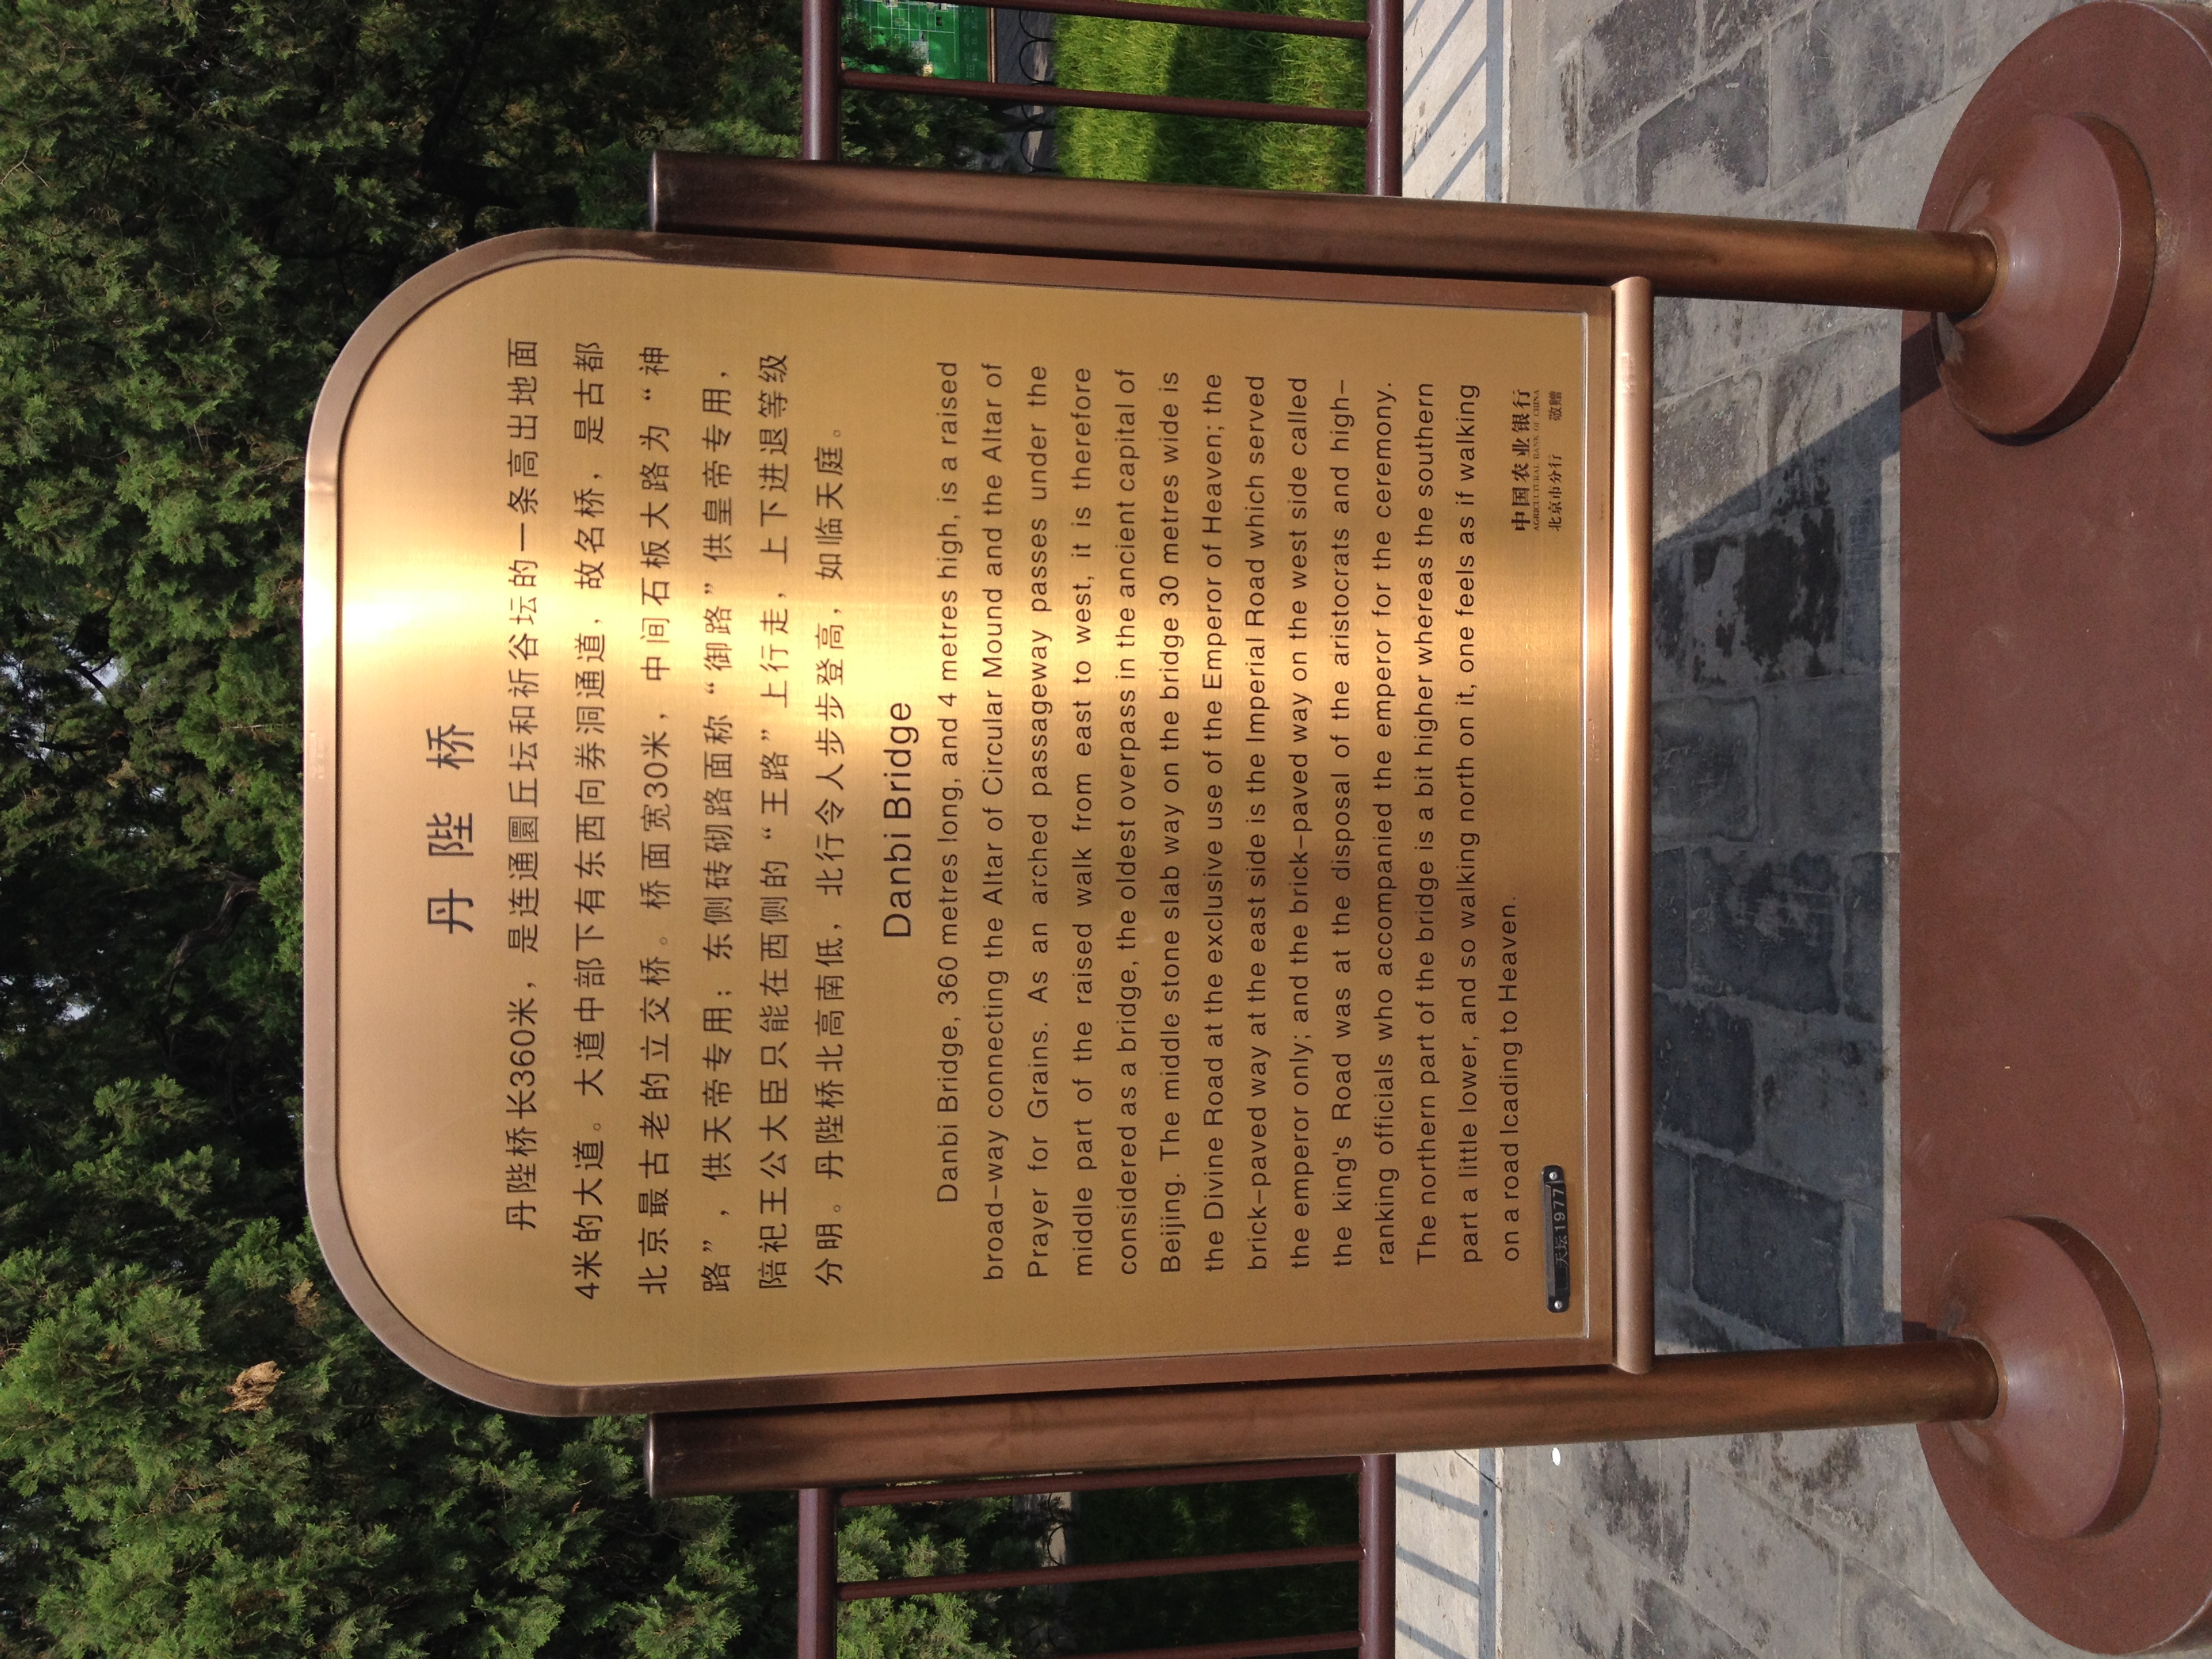 丹陛桥
丹陛桥长360米，是连通圜丘坛和祈谷坛的一条高出地面
4米的大道。大道中部下有东西向券洞通道，故名桥，是古都
北京最古老的立交桥。桥面宽30米，中间石板大路为“神
路”，供天帝专用；东侧砖砌路面称“御路”供皇帝专用，
陪祀王公大臣只能在西侧的“王路”上行走，上下进退等级
分明。丹陛桥北高南低，北行令人步步登高，如临天庭。
Danbi Bridge
Danbi Bridge, 360 metres long, and 4 metres high, is a raised
broad-way connecting the Altar of Circular Mound and the Altar of
Prayer for Grains. As an arched passageway passes under the
middle part of the raised walk from east to west, it is therefore
considered as a bridge, the oldest overpass in the ancient capital of
Beijing. The middle stone slab way on the bridge 30 metres wide is
the Divine Road at the exclusive use of the Emperor of Heaven; the
brick-paved way at the east side is the Imperial Road which served
the emperor only; and the brick-paved way on the west side called
the king's Road was at the disposal of the aristocrats and high-
ranking officials who accompanied the emperor for the ceremony.
The northern part of the bridge is a bit higher whereas the southern
part a little lower, and so walking north on it, one feels as if walking
on a road lcading to Heaven.
中国农业银行
AGRICULTURAL BANK OF CHINA
北京市分行 敬赠
天坛1977